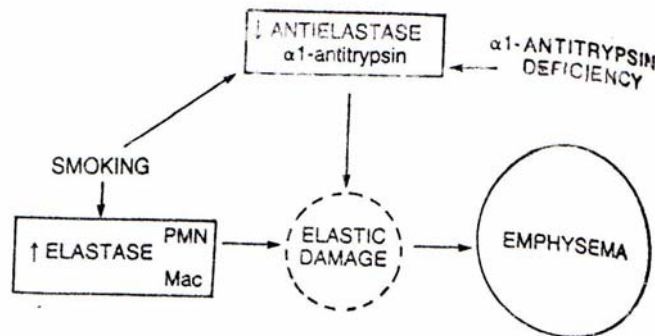 ↓ ANTIELASTASE
α1-antitrypsin
α1-ANTITRYPSIN
DEFICIENCY
SMOKING
↑ ELASTASE
PMN
Mac
ELASTIC
DAMAGE
EMPHYSEMA